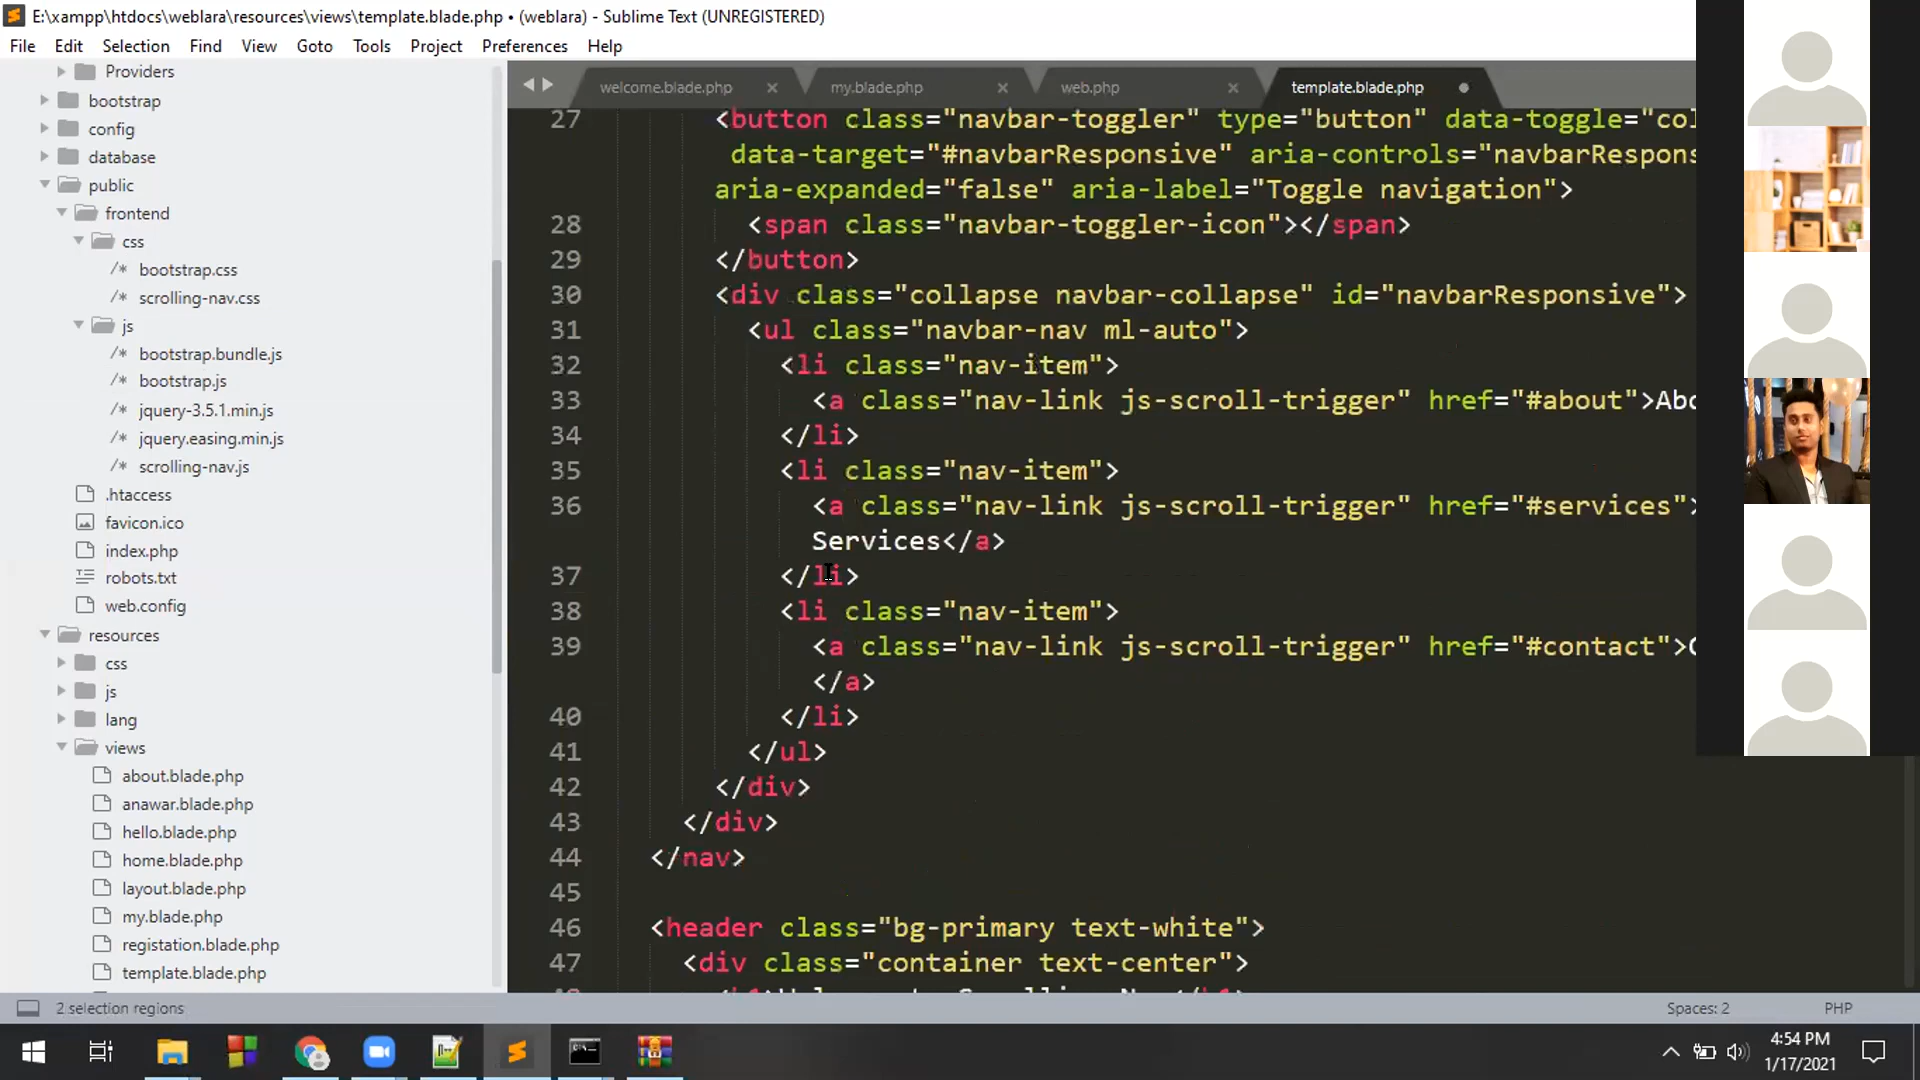 E:\xampp\htdocs\weblara\resources\views\template.blade.php • (weblara) - Sublime Text (UNREGISTERED)
File Edit Selection Find View Goto Tools Project Preferences Help
Providers
bootstrap
config
database
public
frontend
css
/* bootstrap.css
/* scrolling-nav.css
js
/* bootstrap.bundle.js
/* bootstrap.js
/* jquery-3.5.1.min.js
/* jquery.easing.min.js
/* scrolling-nav.js
.htaccess
favicon.ico
index.php
robots.txt
web.config
resources
css
js
lang
views
about.blade.php
anawar.blade.php
hello.blade.php
home.blade.php
layout.blade.php
my.blade.php
registation.blade.php
template.blade.php
welcome.blade.php × my.blade.php × web.php × template.blade.php
27 <button class="navbar-toggler" type="button" data-toggle="col
data-target="#navbarResponsive" aria-controls="navbarRespons
aria-expanded="false" aria-label="Toggle navigation">
28 <span class="navbar-toggler-icon"></span>
29 </button>
30 <div class="collapse navbar-collapse" id="navbarResponsive">
31 <ul class="navbar-nav ml-auto">
32 <li class="nav-item">
33 <a class="nav-link js-scroll-trigger" href="#about">Abo
34 </li>
35 <li class="nav-item">
36 <a class="nav-link js-scroll-trigger" href="#services">
Services</a>
37 </li>
38 <li class="nav-item">
39 <a class="nav-link js-scroll-trigger" href="#contact">C
</a>
40 </li>
41 </ul>
42 </div>
43 </div>
44 </nav>
45
46 <header class="bg-primary text-white">
47 <div class="container text-center">
2 selection regions
Spaces: 2 PHP
4:54 PM
1/17/2021